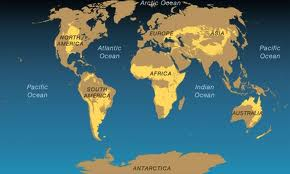 Arctic Ocean
NORTH
AMERICA
EUROPE
ASIA
Atlantic
Ocean
Pacific
Ocean
AFRICA
Pacific
Ocean
SOUTH
AMERICA
Indian
Ocean
AUSTRALIA
ANTARCTICA